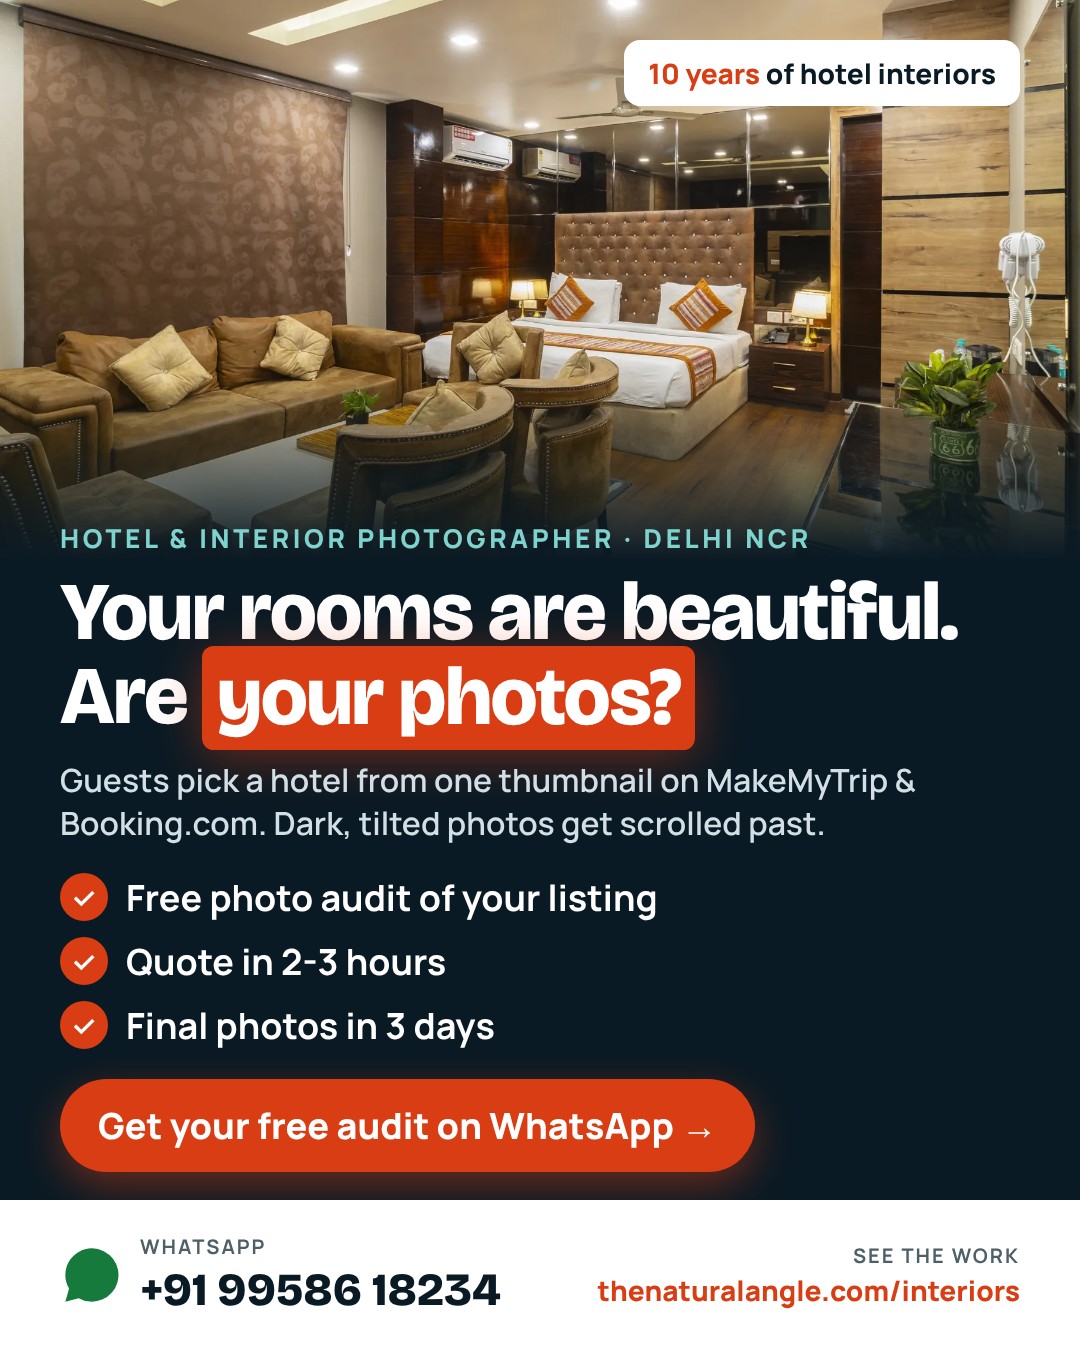 10 years of hotel interiors
HOTEL & INTERIOR PHOTOGRAPHER · DELHI NCR
Your rooms are beautiful.
Are your photos?
Guests pick a hotel from one thumbnail on MakeMyTrip &
Booking.com. Dark, tilted photos get scrolled past.
Free photo audit of your listing
Quote in 2-3 hours
Final photos in 3 days
Get your free audit on WhatsApp →
WHATSAPP
+91 99586 18234
SEE THE WORK
thenaturalangle.com/interiors